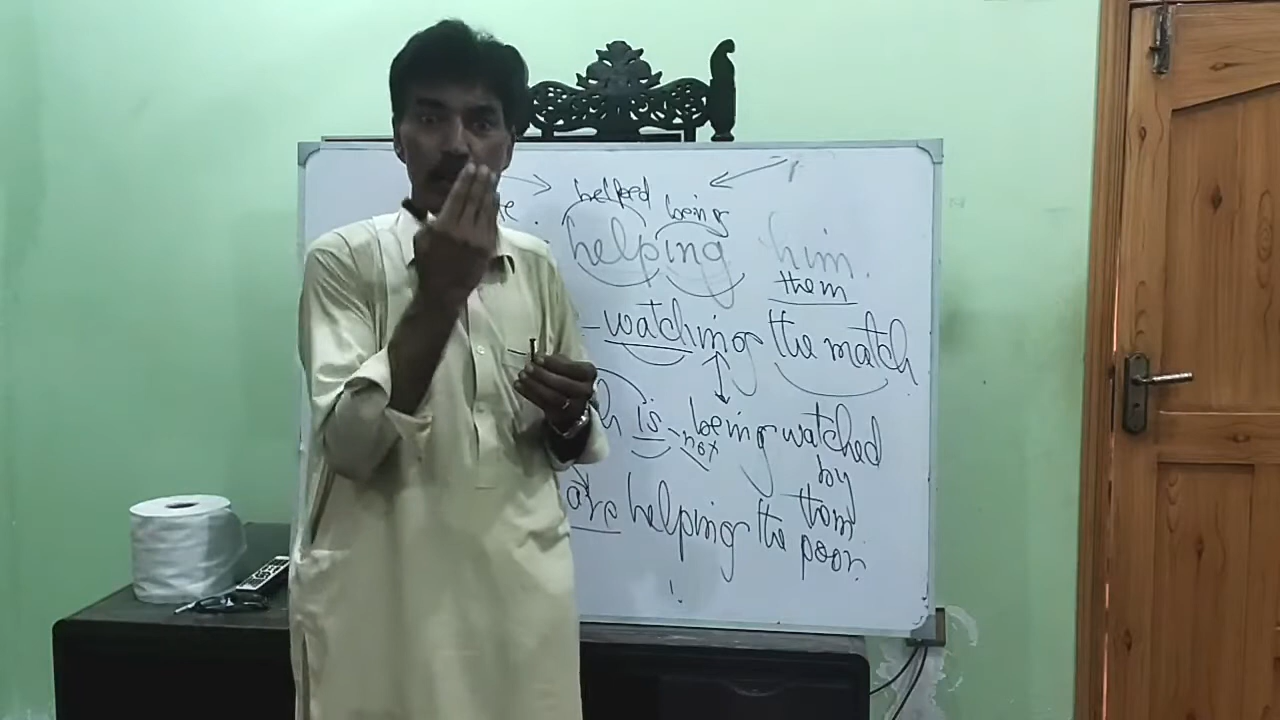 helped being
helping him.
them
watching the match
is not being watched
by
them
are helping the poor.